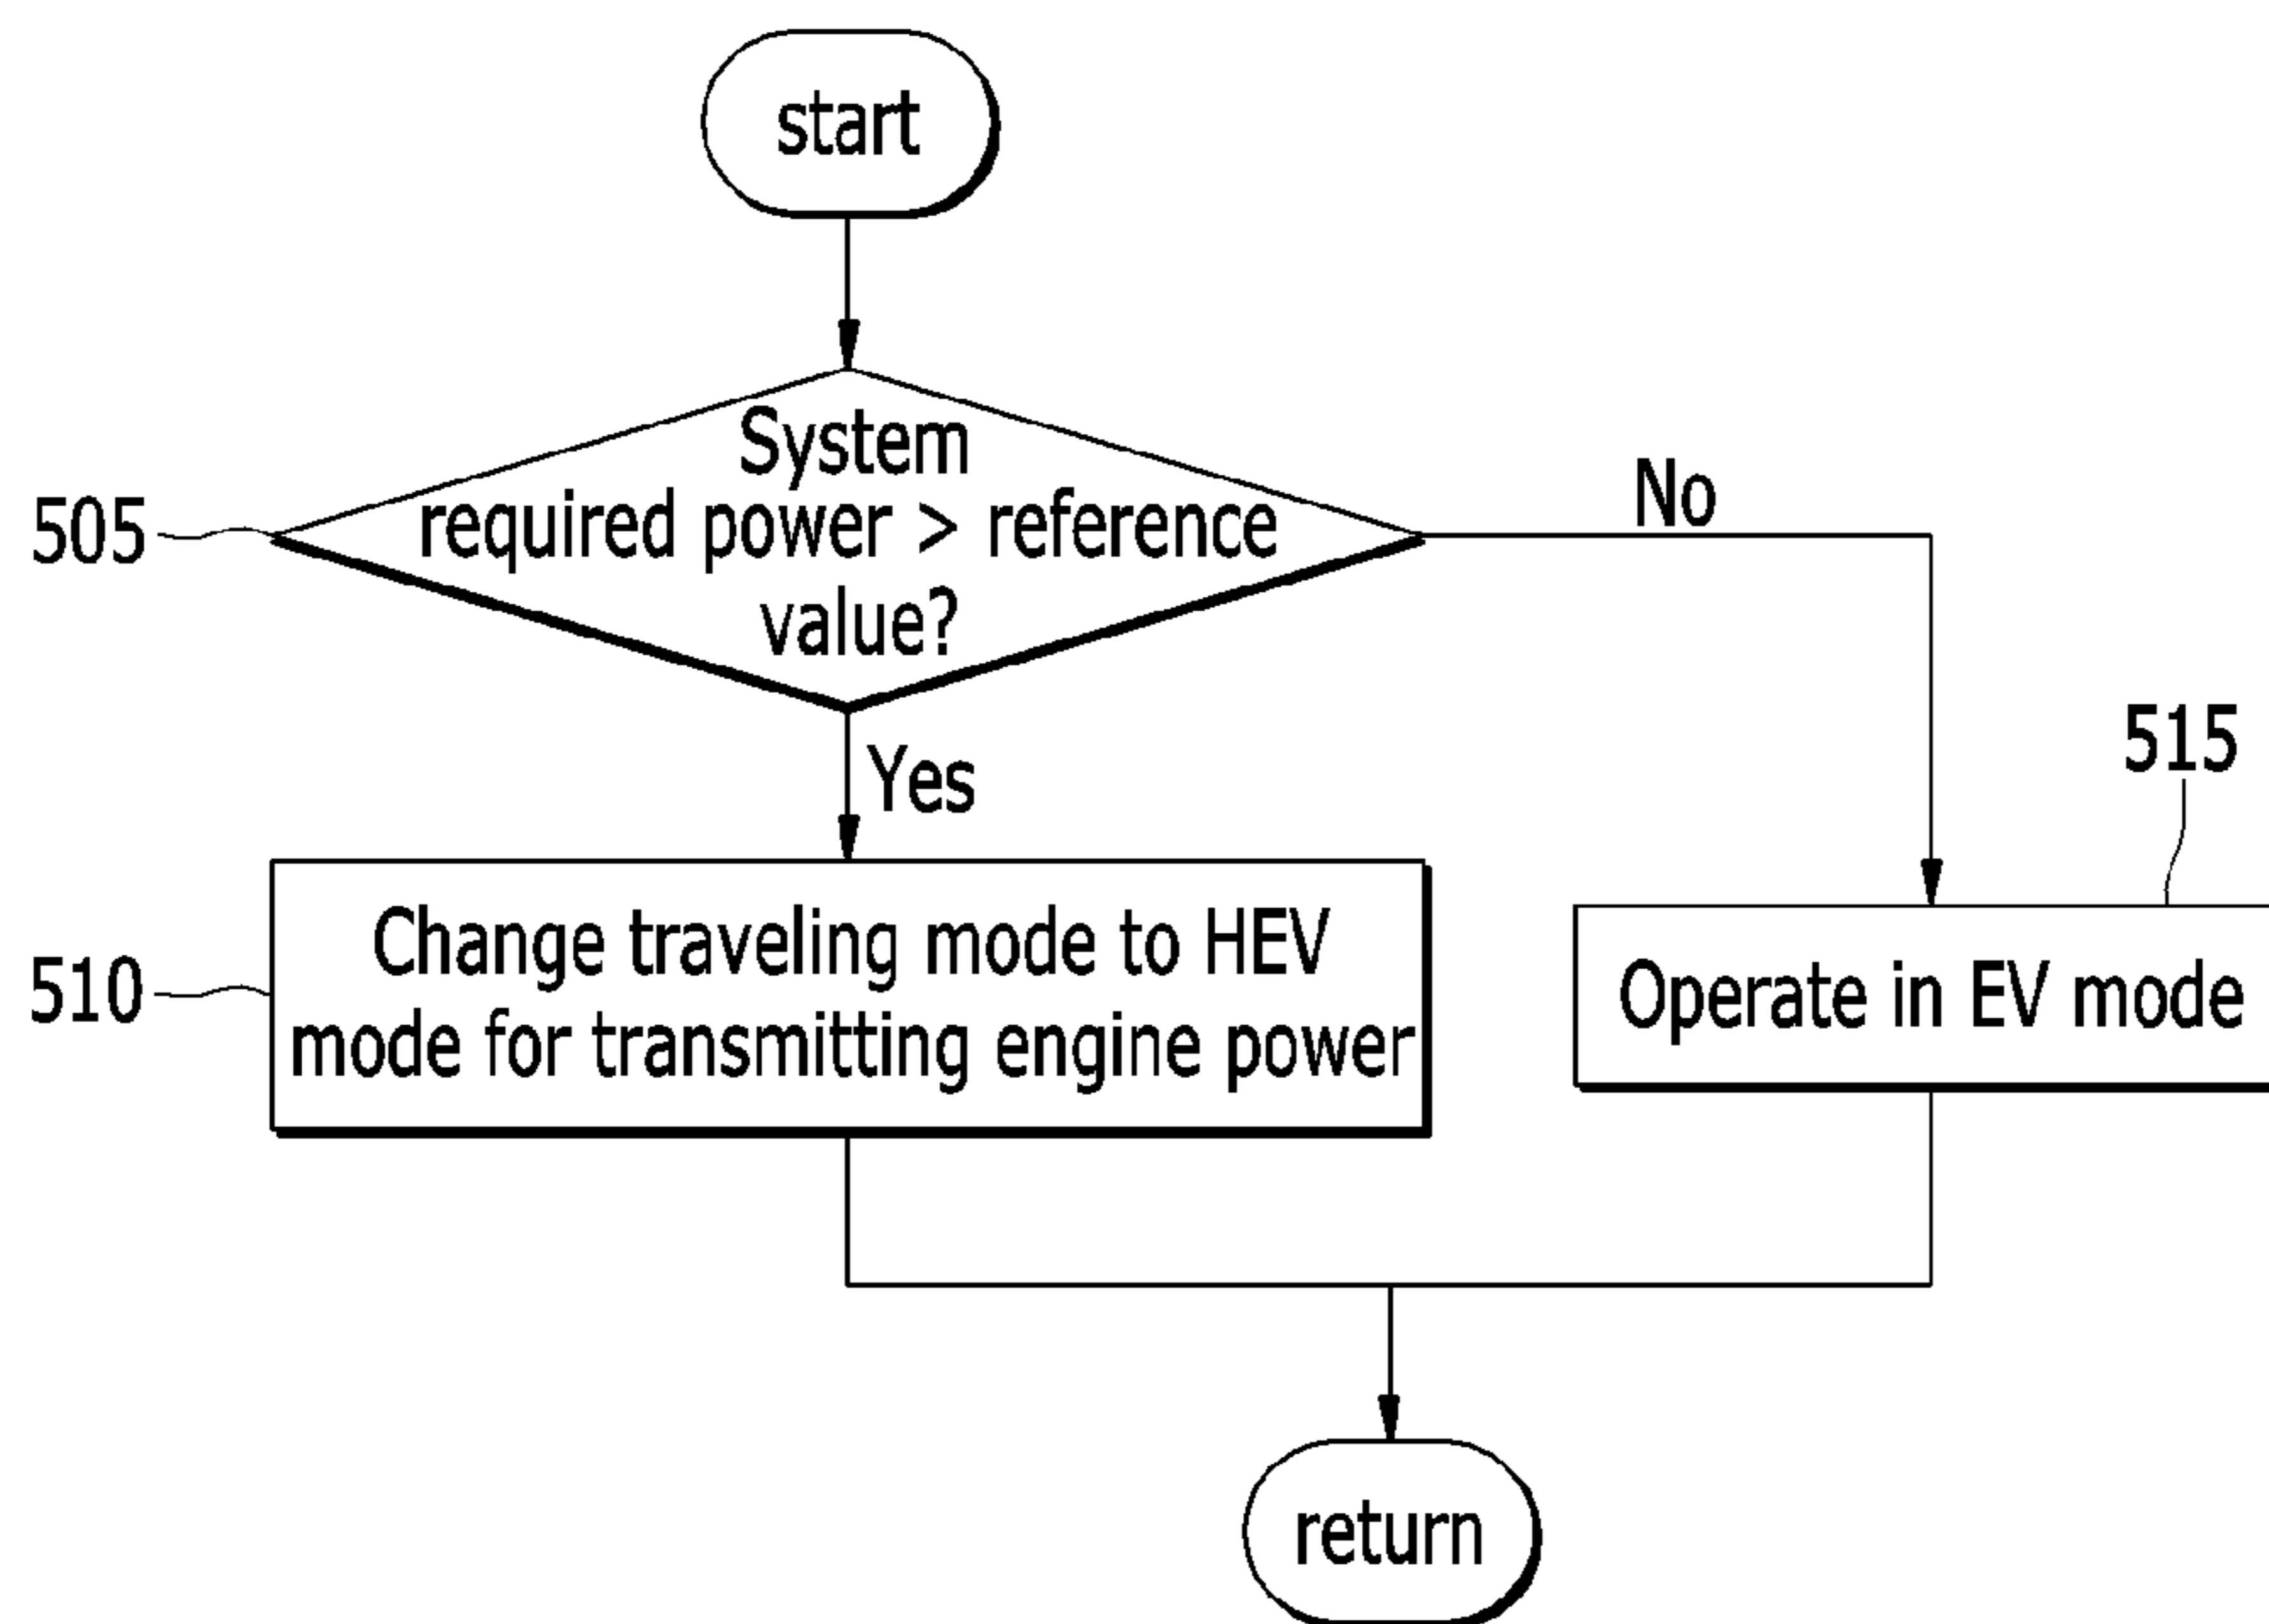 start
System
required power > reference
value?
505
No
Yes
515
Change traveling mode to HEV
mode for transmitting engine power
510
Operate in EV mode
return